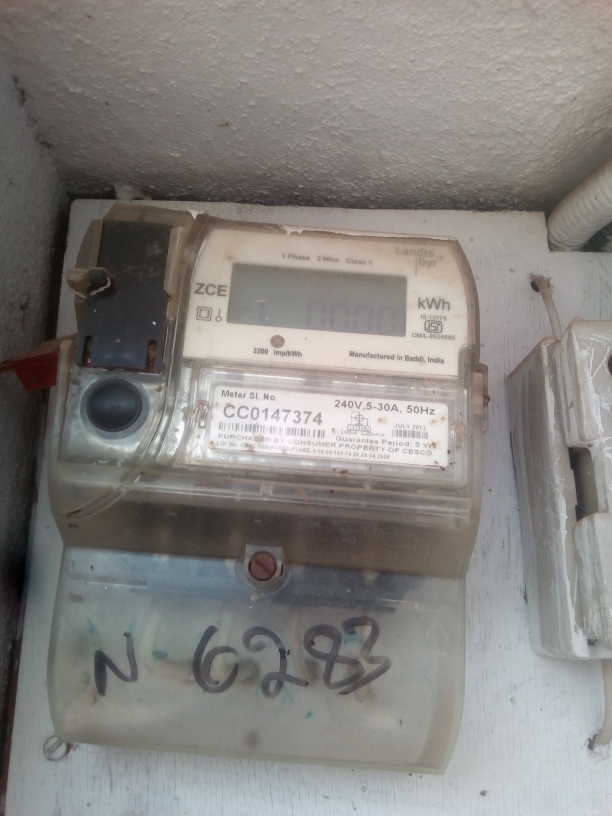 Landis
Gyr+
1 Phase 2 Wire Class 1
ZCE
kWh
IS:13779
CM/L-9524686
3200 imp/kWh
Manufactured in Baddi, India
Meter Sl. No.
CC0147374
240V,5-30A, 50Hz
JULY 2013
Guarantee Period: 5 Yrs
PURCHASED BY CONSUMER PROPERTY OF CESCO
N 6283